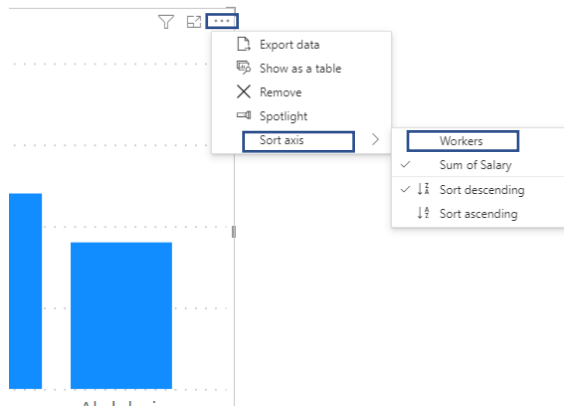 Export data
Show as a table
Remove
Spotlight
Sort axis
Workers
Sum of Salary
Sort descending
Sort ascending